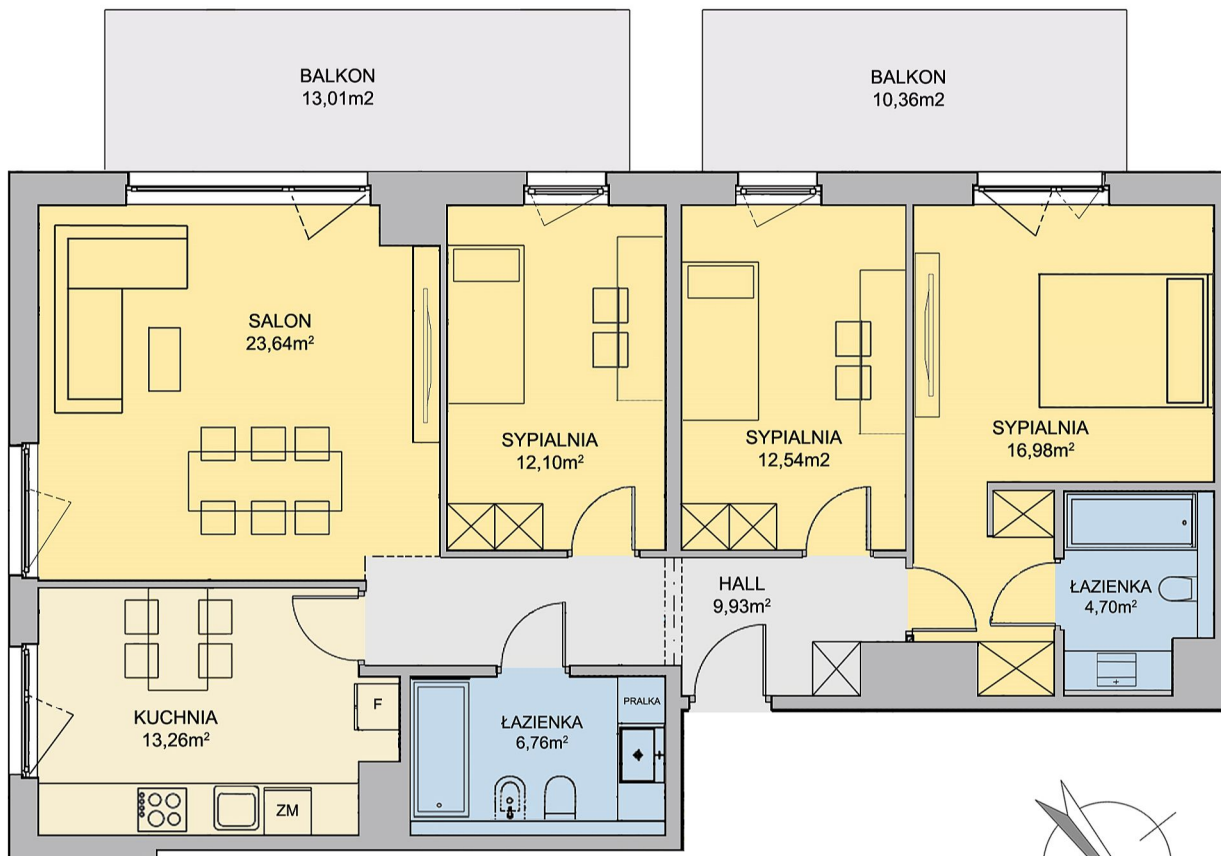 BALKON
13,01m2
BALKON
10,36m2
SALON
23,64m²
SYPIALNIA
12,10m²
SYPIALNIA
12,54m2
SYPIALNIA
16,98m²
HALL
9,93m²
ŁAZIENKA
4,70m²
KUCHNIA
13,26m²
F
ZM
ŁAZIENKA
6,76m²
PRALKA